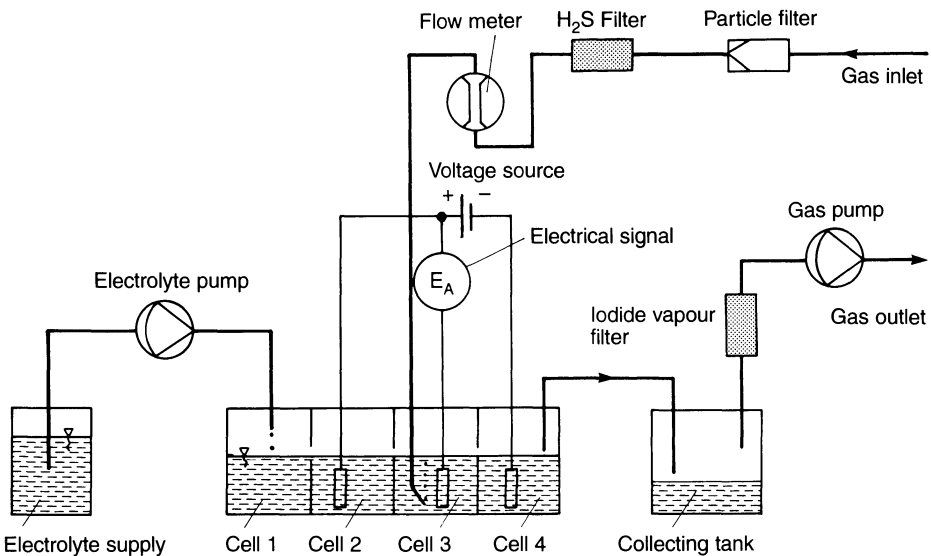 Flow meter
H₂S Filter
Particle filter
Gas inlet
Voltage source
+ −
Gas pump
Electrical signal
E_A
Electrolyte pump
Iodide vapour
filter
Gas outlet
Electrolyte supply
Cell 1
Cell 2
Cell 3
Cell 4
Collecting tank